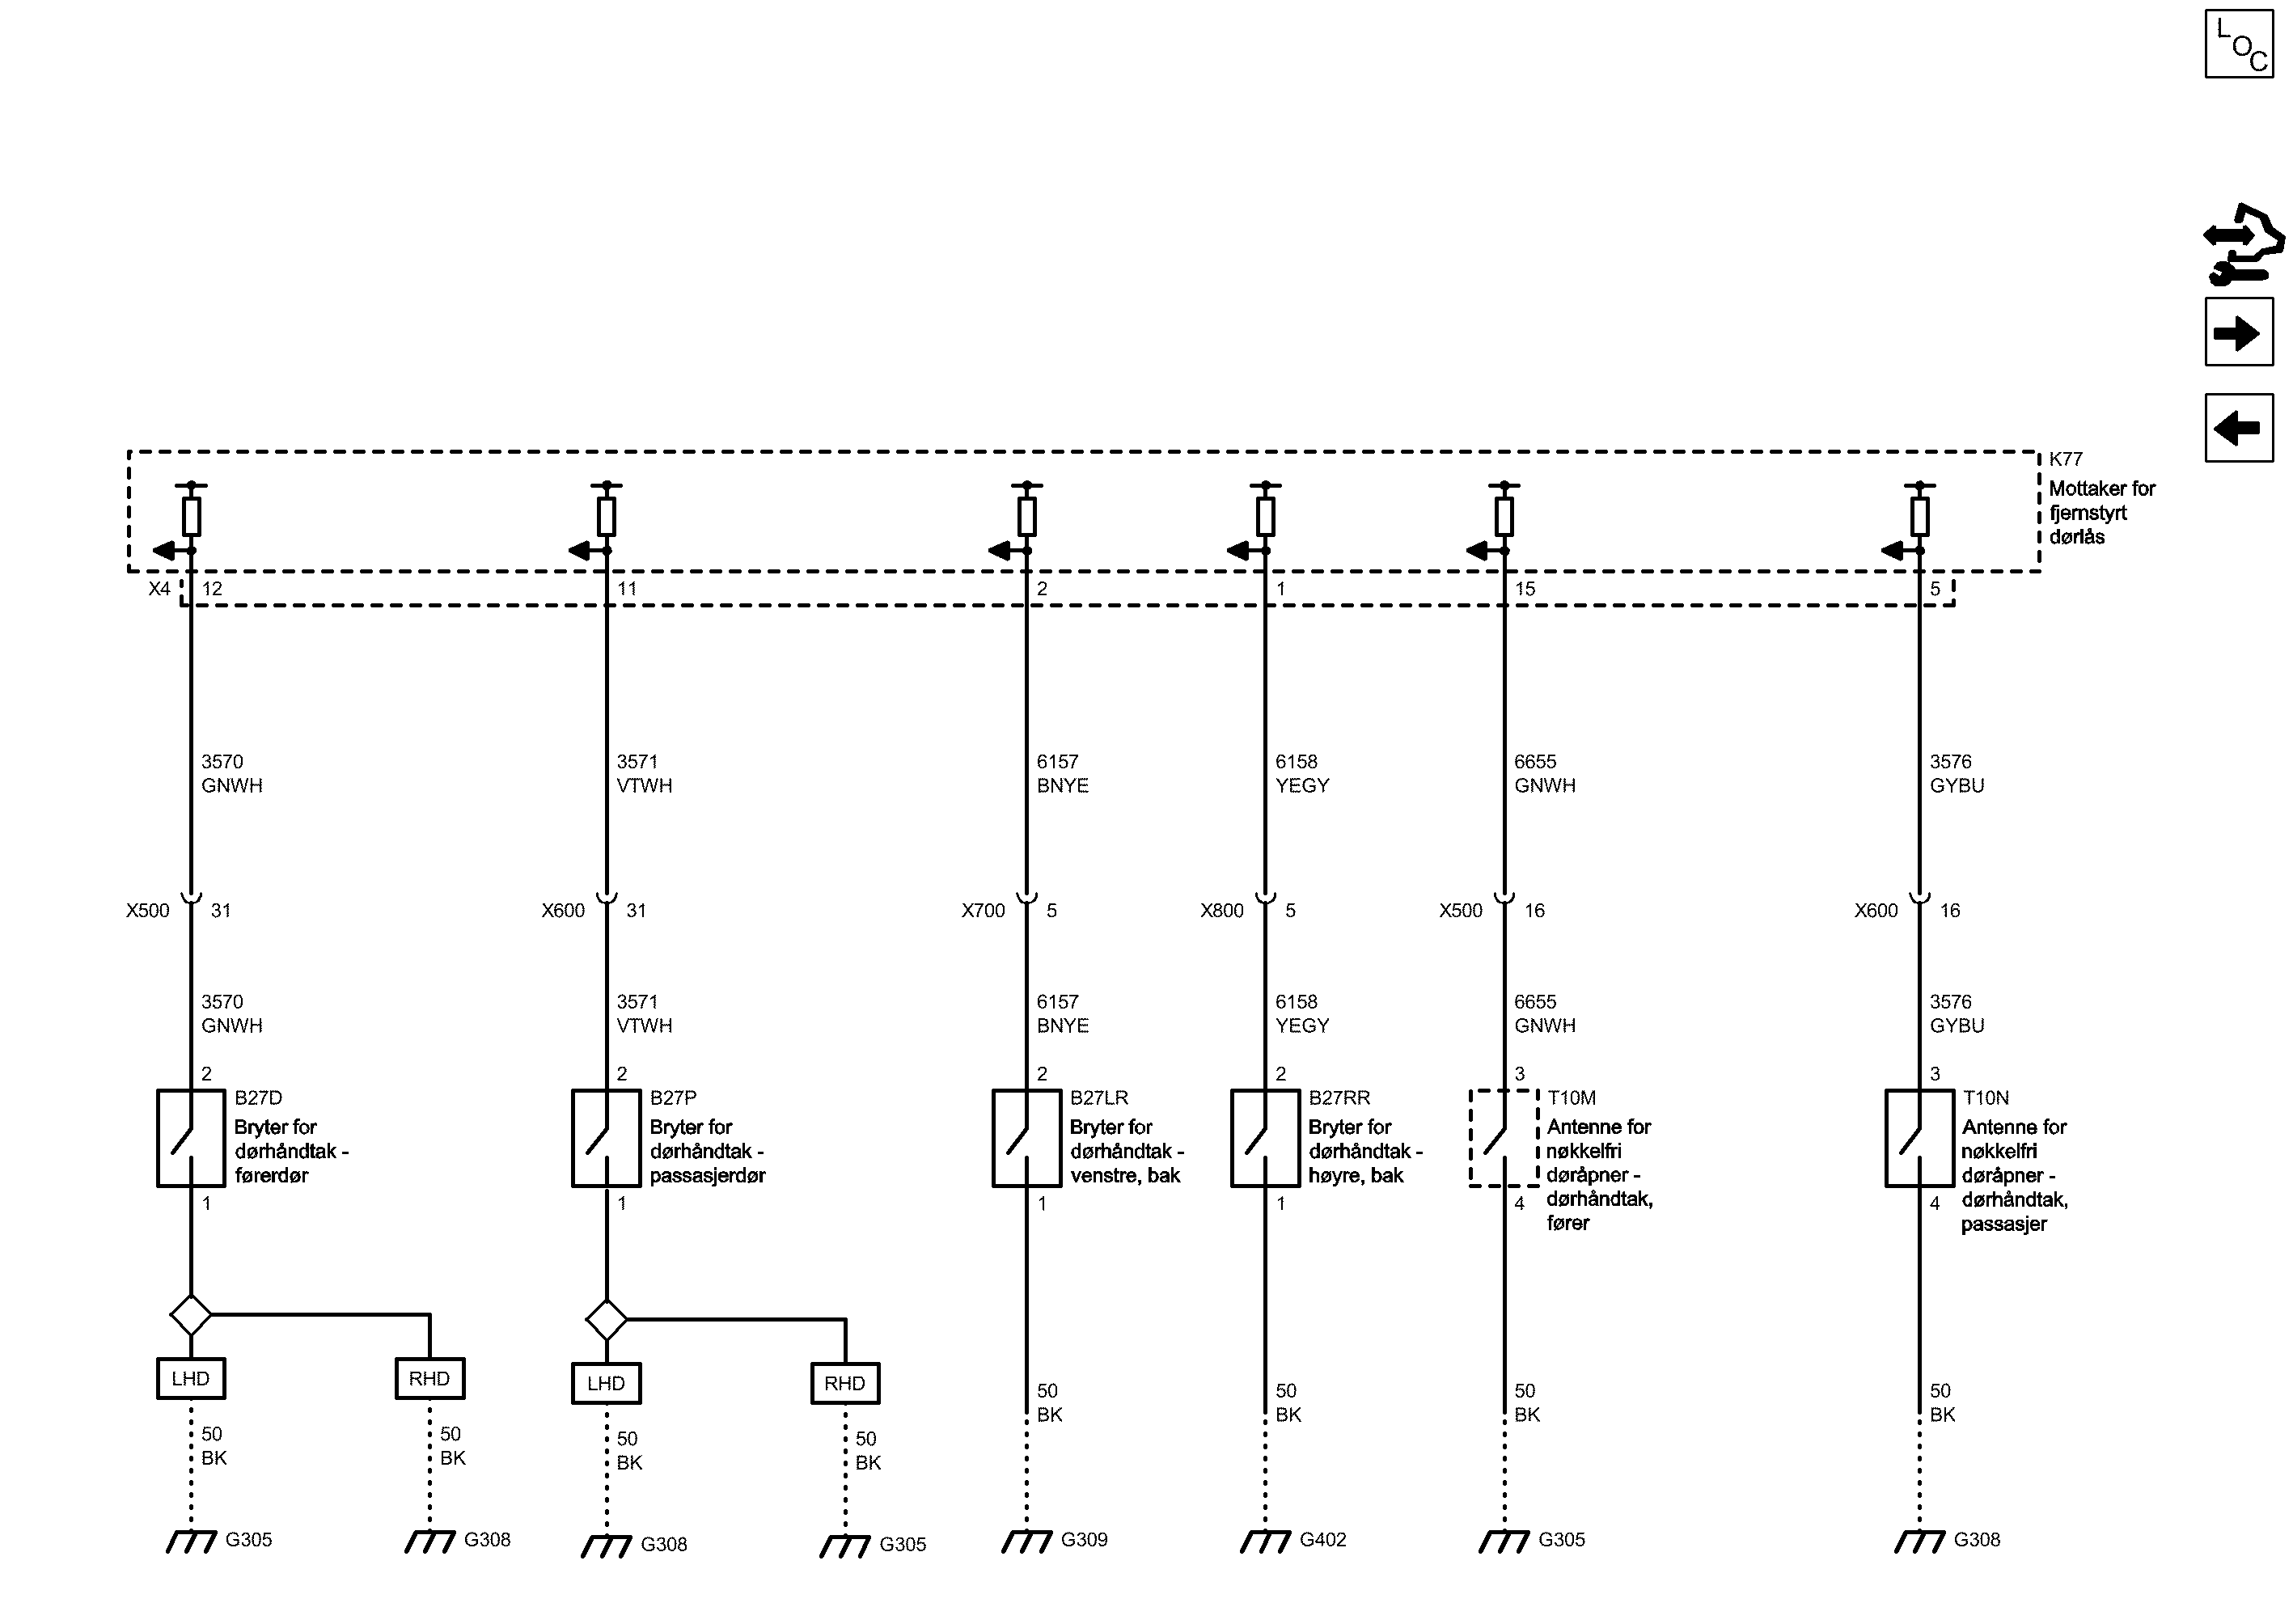 LOC
K77
Mottaker for
fjernstyrt
dørlås
X4 12 11 2 1 15 5
3570 3571 6157 6158 6655 3576
GNWH VTWH BNYE YEGY GNWH GYBU
X500 31 X600 31 X700 5 X800 5 X500 16 X600 16
3570 3571 6157 6158 6655 3576
GNWH VTWH BNYE YEGY GNWH GYBU
2 2 2 2 3 3
B27D
Bryter for
dørhåndtak -
førerdør
B27P
Bryter for
dørhåndtak -
passasjerdør
B27LR
Bryter for
dørhåndtak -
venstre, bak
B27RR
Bryter for
dørhåndtak -
høyre, bak
T10M
Antenne for
nøkkelfri
døråpner -
dørhåndtak,
fører
T10N
Antenne for
nøkkelfri
døråpner -
dørhåndtak,
passasjer
1 1 1 1 4 4
LHD RHD LHD RHD
50 50 50 50 50 50 50 50
BK BK BK BK BK BK BK BK
G305 G308 G308 G305 G309 G402 G305 G308